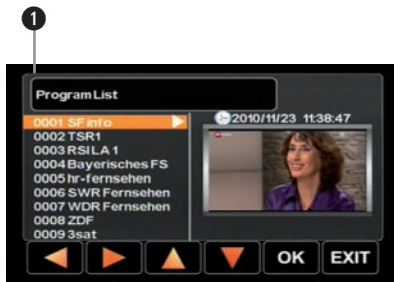 1
Program List
0001 SF info
2010/11/23 11:38:47
0002 TSR1
0003 RSI LA 1
0004 Bayerisches FS
0005 hr-fernsehen
0006 SWR Fernsehen
0007 WDR Fernsehen
0008 ZDF
0009 3sat
OK
EXIT